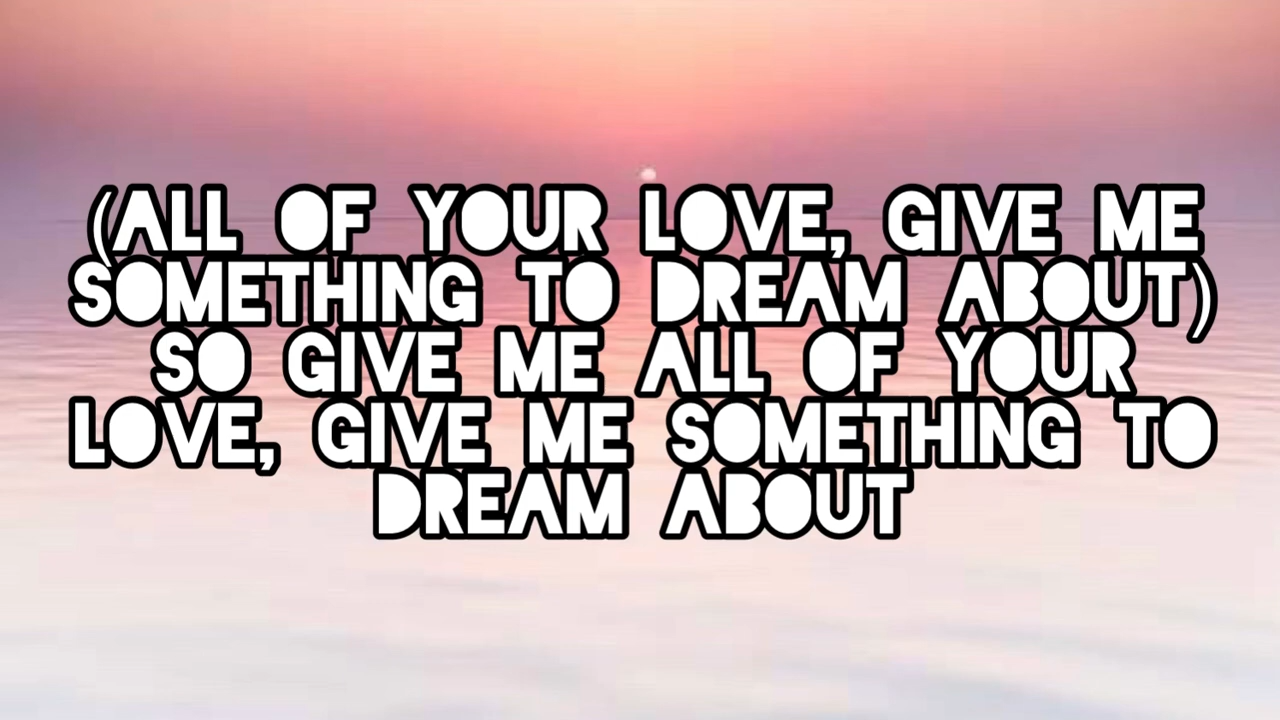 (ALL OF YOUR LOVE, GIVE ME
SOMETHING TO DREAM ABOUT)
SO GIVE ME ALL OF YOUR
LOVE, GIVE ME SOMETHING TO
DREAM ABOUT